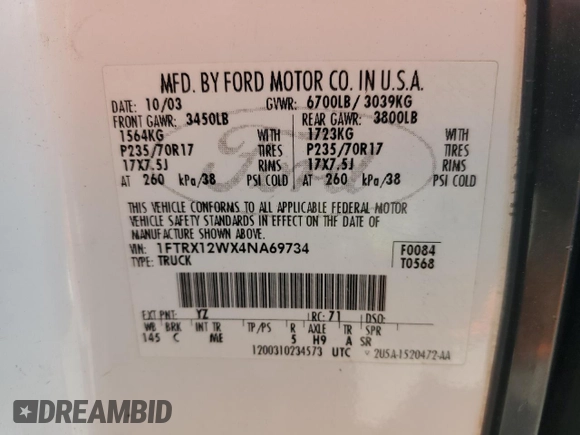 MFD. BY FORD MOTOR CO. IN U.S.A.
DATE: 10/03 GVWR: 6700LB/ 3039KG
FRONT GAWR: 3450LB REAR GAWR: 3800LB
1564KG WITH 1723KG WITH
P235/70R17 TIRES P235/70R17 TIRES
17X7.5J RIMS 17X7.5J RIMS
AT 260 kPa/38 PSI COLD AT 260 kPa/38 PSI COLD
THIS VEHICLE CONFORMS TO ALL APPLICABLE FEDERAL MOTOR
VEHICLE SAFETY STANDARDS IN EFFECT ON THE DATE OF
MANUFACTURE SHOWN ABOVE.
VIN: 1FTRX12WX4NA69734 F0084
TYPE: TRUCK T0568
EXT PNT: YZ RC: 71 DSO:
WB BRK INT TR TP/PS R AXLE TR SPR
145 C ME 5 H9 A SR
1200310234573 UTC 2U5A-1520472-AA
Ford
DREAMBID